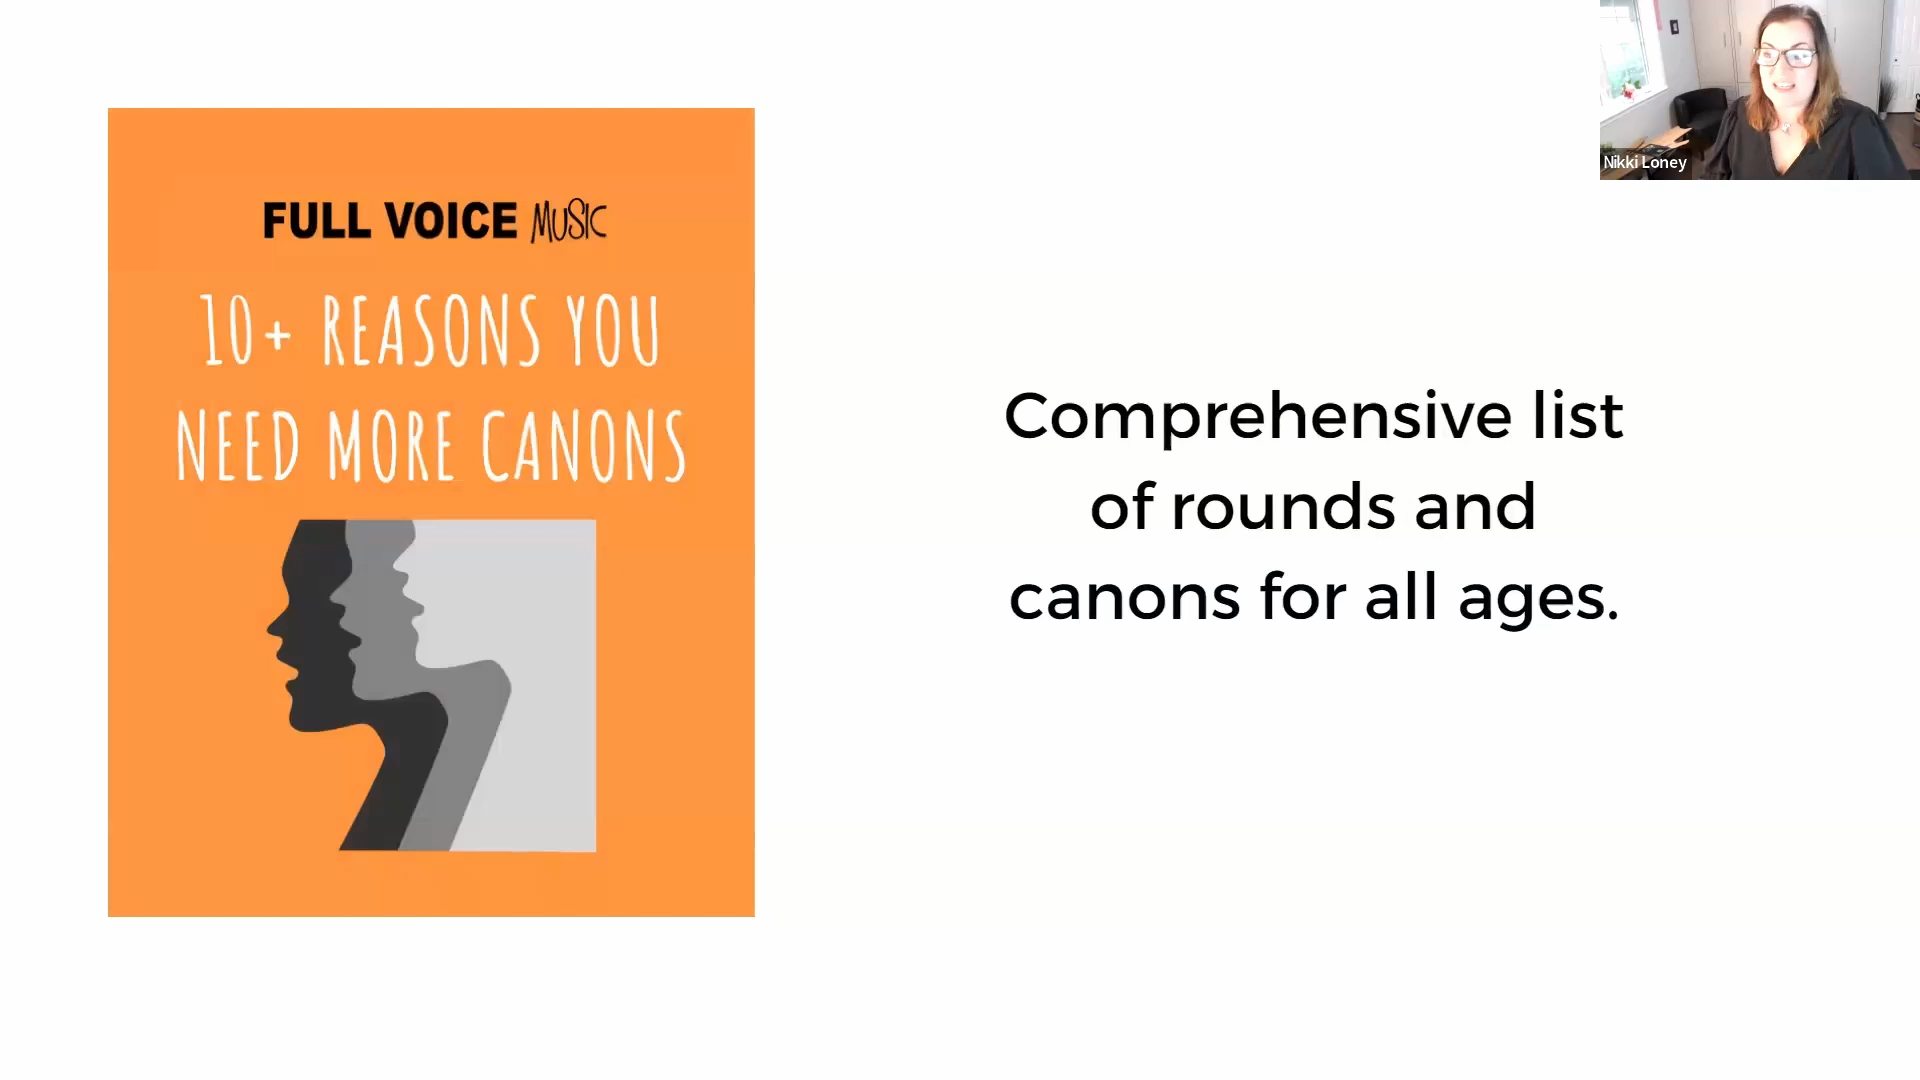 FULL VOICE MUSIC
10+ REASONS YOU
NEED MORE CANONS
Comprehensive list
of rounds and
canons for all ages.
Nikki Loney